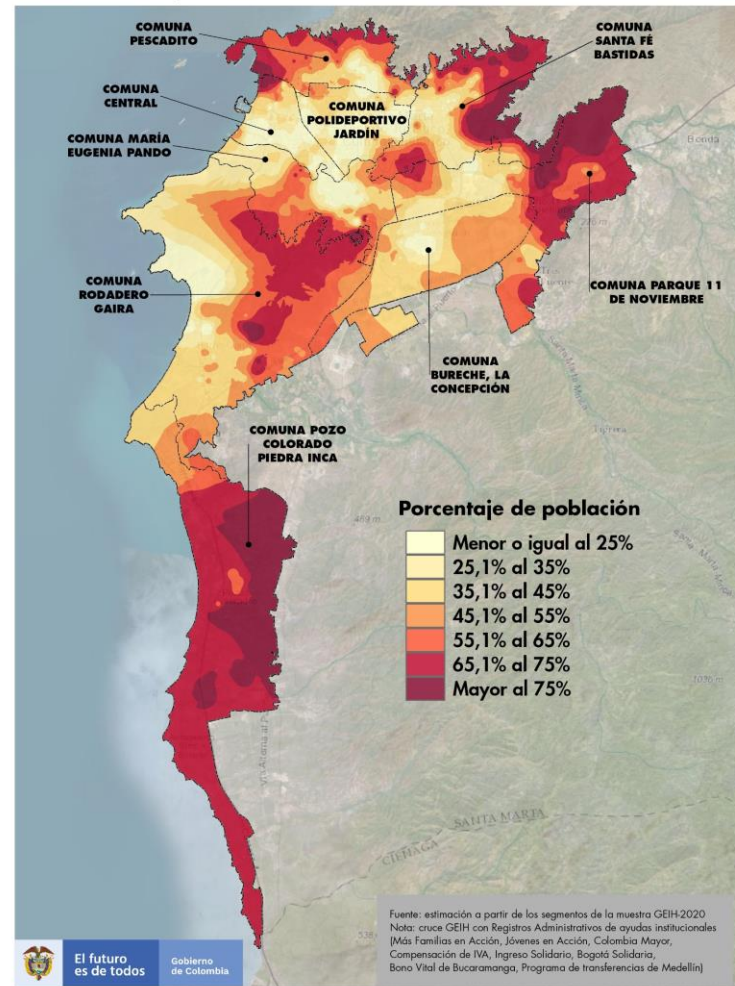 COMUNA
PESCADITO
COMUNA
SANTA FÉ
BASTIDAS
COMUNA
CENTRAL
COMUNA
POLIDEPORTIVO
JARDÍN
COMUNA MARÍA
EUGENIA PANDO
Bonda
COMUNA
RODADERO
GAIRA
COMUNA PARQUE 11
DE NOVIEMBRE
COMUNA
BURECHE, LA
CONCEPCIÓN
COMUNA POZO
COLORADO
PIEDRA INCA
489 m
Porcentaje de población
Menor o igual al 25%
25,1% al 35%
35,1% al 45%
45,1% al 55%
55,1% al 65%
65,1% al 75%
Mayor al 75%
SANTA MARTA
CIÉNAGA
El futuro
es de todos
Gobierno
de Colombia
Fuente: estimación a partir de los segmentos de la muestra GEIH-2020
Nota: cruce GEIH con Registros Administrativos de ayudas institucionales
(Más Familias en Acción, Jóvenes en Acción, Colombia Mayor,
Compensación de IVA, Ingreso Solidario, Bogotá Solidaria,
Bono Vital de Bucaramanga, Programa de transferencias de Medellín)